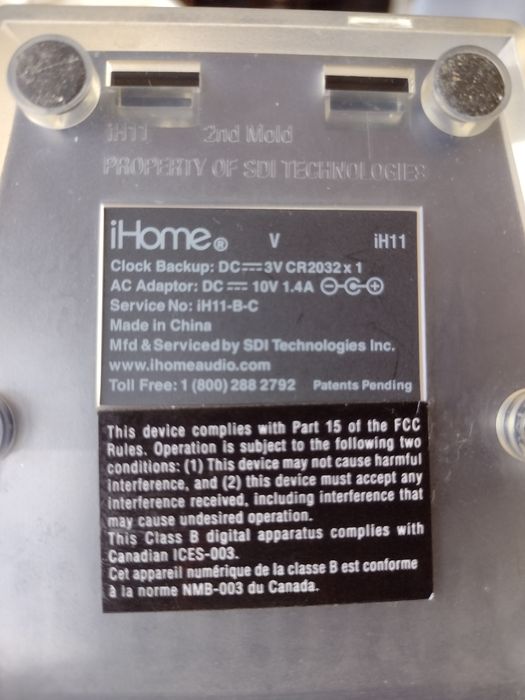 iH11 2nd Mold
PROPERTY OF SDI TECHNOLOGIES
iHome® V iH11
Clock Backup: DC⎓3V CR2032 x 1
AC Adaptor: DC ⎓ 10V 1.4A
Service No: iH11-B-C
Made in China
Mfd & Serviced by SDI Technologies Inc.
www.ihomeaudio.com
Toll Free: 1 (800) 288 2792 Patents Pending
This device complies with Part 15 of the FCC
Rules. Operation is subject to the following two
conditions: (1) This device may not cause harmful
interference, and (2) this device must accept any
interference received, including interference that
may cause undesired operation.
This Class B digital apparatus complies with
Canadian ICES-003.
Cet appareil numérique de la classe B est conforme
à la norme NMB-003 du Canada.